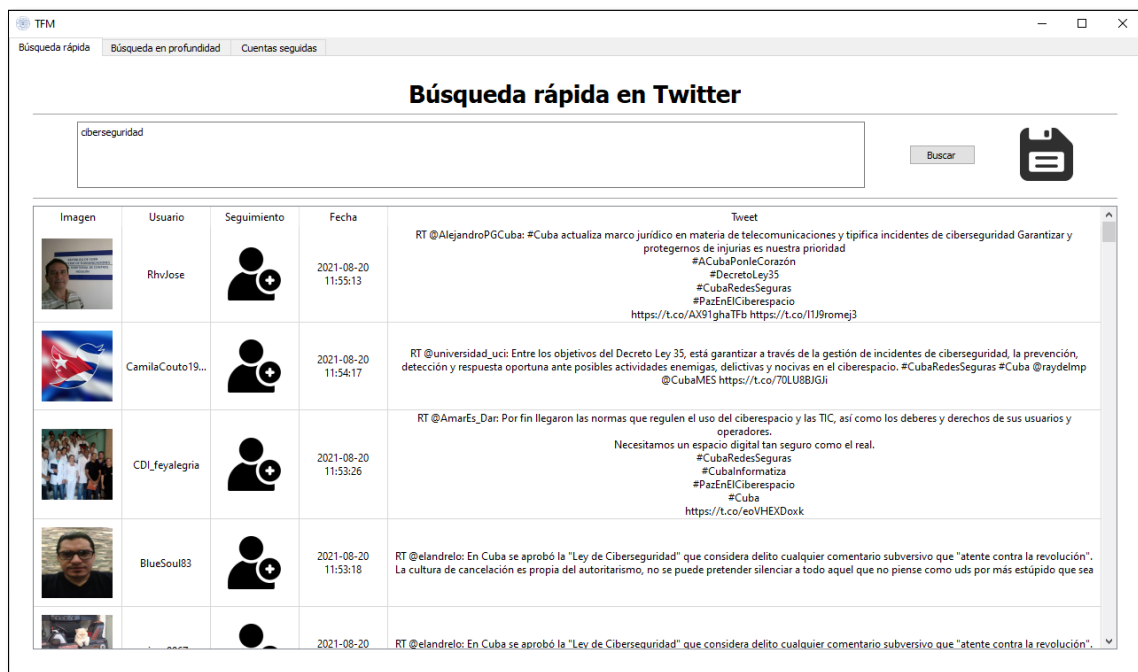 TFM
Búsqueda rápida Búsqueda en profundidad Cuentas seguidas
Búsqueda rápida en Twitter
ciberseguridad
Buscar
Imagen Usuario Seguimiento Fecha Tweet
RhvJose
2021-08-20
11:55:13
RT @AlejandroPGCuba: #Cuba actualiza marco jurídico en materia de telecomunicaciones y tipifica incidentes de ciberseguridad Garantizar y
protegernos de injurias es nuestra prioridad
#ACubaPonleCorazón
#DecretoLey35
#CubaRedesSeguras
#PazEnElCiberespacio
https://t.co/AX91ghaTFb https://t.co/I1J9romej3
CamilaCouto19...
2021-08-20
11:54:17
RT @universidad_uci: Entre los objetivos del Decreto Ley 35, está garantizar a través de la gestión de incidentes de ciberseguridad, la prevención,
detección y respuesta oportuna ante posibles actividades enemigas, delictivas y nocivas en el ciberespacio. #CubaRedesSeguras #Cuba @raydelmp
@CubaMES https://t.co/70LU8BJGJi
CDI_feyalegria
2021-08-20
11:53:26
RT @AmarEs_Dar: Por fin llegaron las normas que regulen el uso del ciberespacio y las TIC, así como los deberes y derechos de sus usuarios y
operadores.
Necesitamos un espacio digital tan seguro como el real.
#CubaRedesSeguras
#CubaInformatiza
#PazEnElCiberespacio
#Cuba
https://t.co/eoVHEXDoxk
BlueSoul83
2021-08-20
11:53:18
RT @elandrelo: En Cuba se aprobó la "Ley de Ciberseguridad" que considera delito cualquier comentario subversivo que "atente contra la revolución".
La cultura de cancelación es propia del autoritarismo, no se puede pretender silenciar a todo aquel que no piense como uds por más estúpido que sea
2021-08-20
RT @elandrelo: En Cuba se aprobó la "Ley de Ciberseguridad" que considera delito cualquier comentario subversivo que "atente contra la revolución".